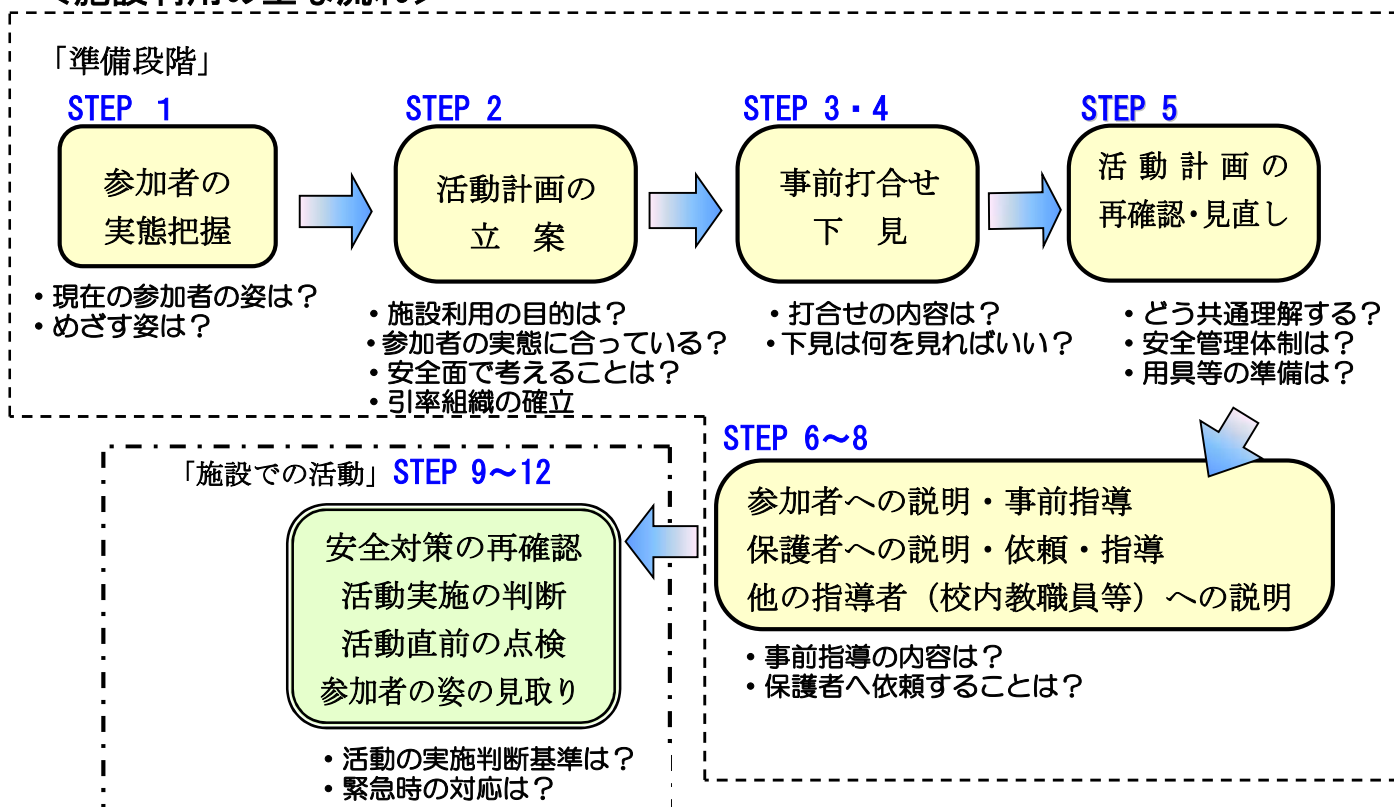 「準備段階」
STEP 1
参加者の
実態把握
・現在の参加者の姿は？
・めざす姿は？
STEP 2
活動計画の
立　案
・施設利用の目的は？
・参加者の実態に合っている？
・安全面で考えることは？
・引率組織の確立
STEP 3・4
事前打合せ
下　見
・打合せの内容は？
・下見は何を見ればいい？
STEP 5
活 動 計 画 の
再確認・見直し
・どう共通理解する？
・安全管理体制は？
・用具等の準備は？
STEP 6～8
参加者への説明・事前指導
保護者への説明・依頼・指導
他の指導者（校内教職員等）への説明
・事前指導の内容は？
・保護者へ依頼することは？
「施設での活動」STEP 9～12
安全対策の再確認
活動実施の判断
活動直前の点検
参加者の姿の見取り
・活動の実施判断基準は？
・緊急時の対応は？